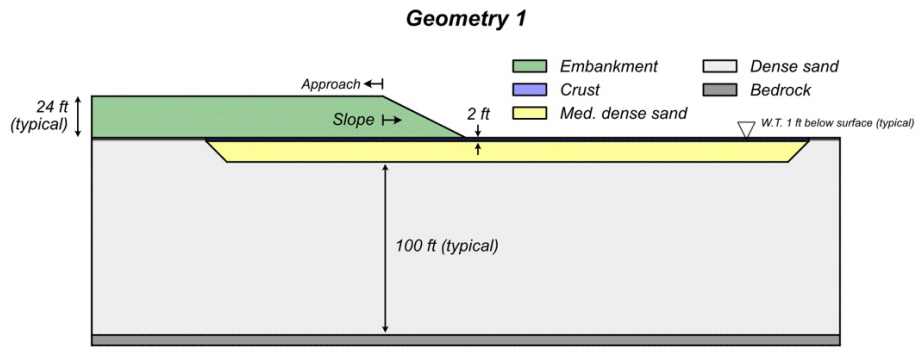 Geometry 1
Approach
24 ft
(typical)
Slope
2 ft
Embankment
Crust
Med. dense sand
Dense sand
Bedrock
W.T. 1 ft below surface (typical)
100 ft (typical)